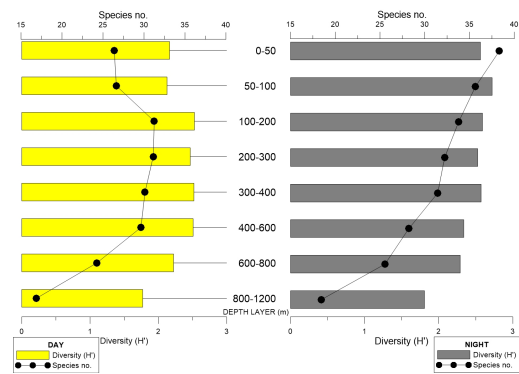 Species no.
Species no.
15 20 25 30 35 40
15 20 25 30 35 40
0-50
50-100
100-200
200-300
300-400
400-600
600-800
800-1200
DEPTH LAYER (m)
0 1 2 3
0 1 2 3
Diversity (H')
Diversity (H')
DAY
Diversity (H')
Species no.
NIGHT
Diversity (H')
Species no.